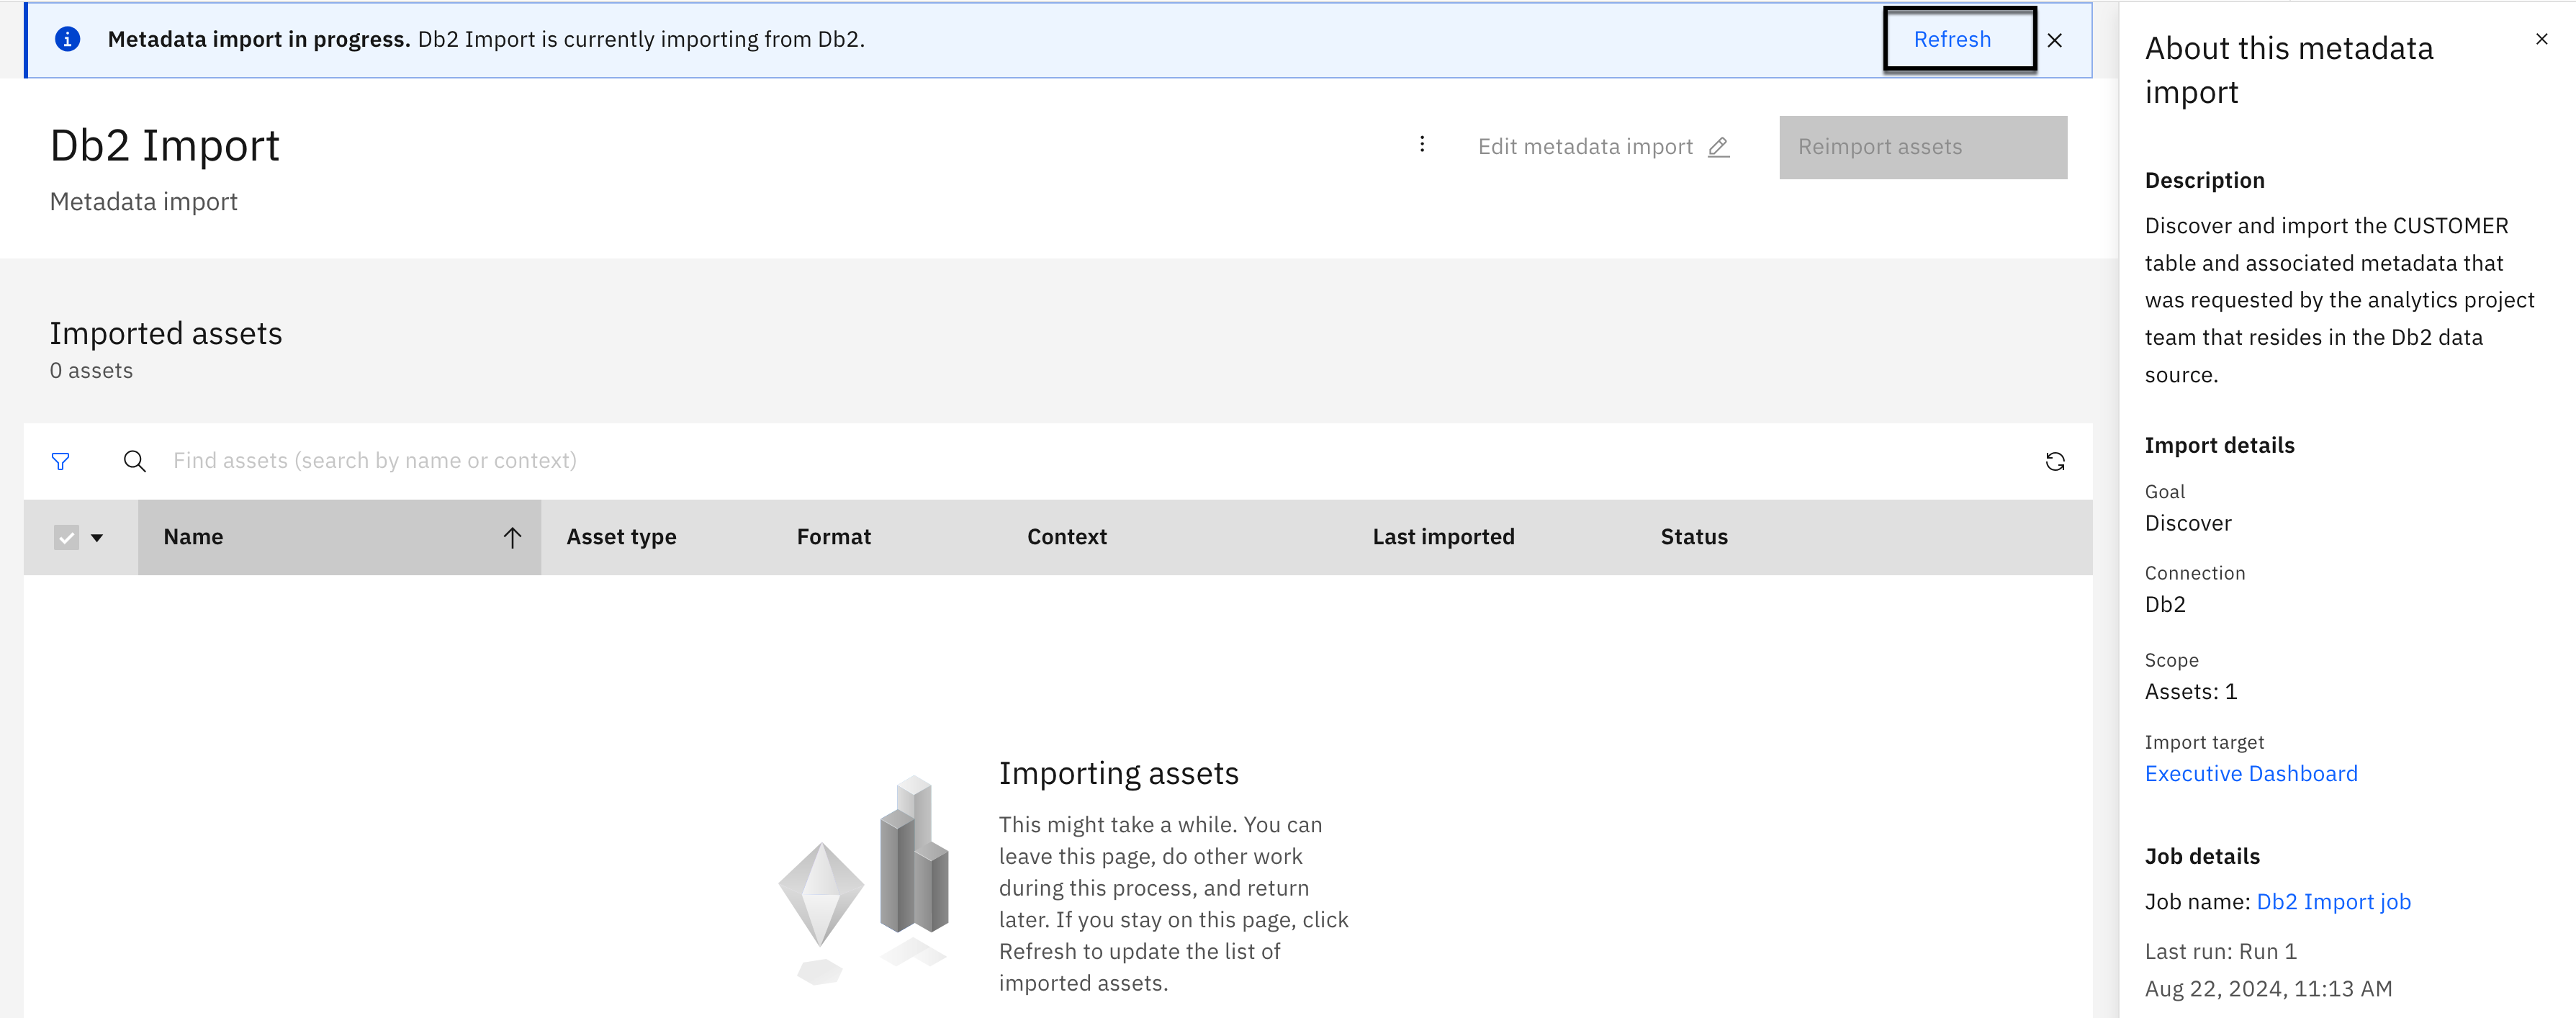 Metadata import in progress. Db2 Import is currently importing from Db2.
Refresh
Db2 Import
Metadata import
Edit metadata import
Reimport assets
Imported assets
0 assets
Find assets (search by name or context)
Name
Asset type
Format
Context
Last imported
Status
Importing assets
This might take a while. You can
leave this page, do other work
during this process, and return
later. If you stay on this page, click
Refresh to update the list of
imported assets.
About this metadata
import
Description
Discover and import the CUSTOMER
table and associated metadata that
was requested by the analytics project
team that resides in the Db2 data
source.
Import details
Goal
Discover
Connection
Db2
Scope
Assets: 1
Import target
Executive Dashboard
Job details
Job name: Db2 Import job
Last run: Run 1
Aug 22, 2024, 11:13 AM